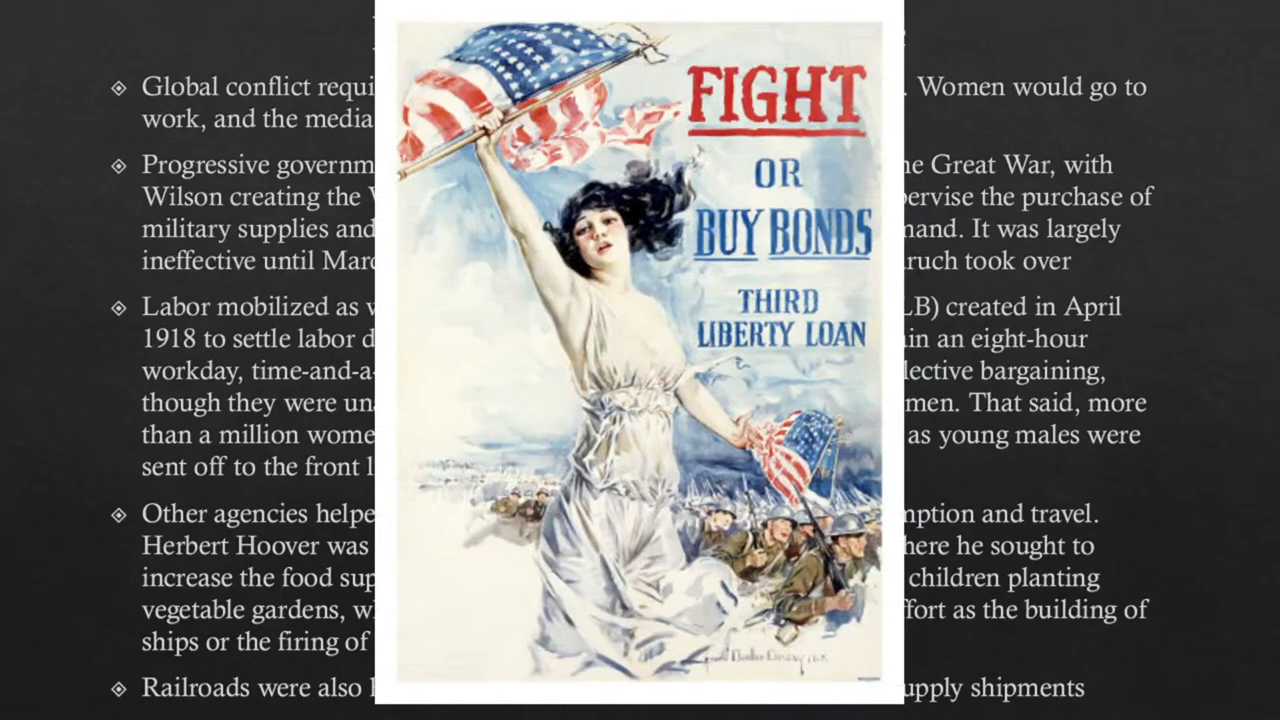 Global conflict requi
. Women would go to
work, and the media
Progressive governm
he Great War, with
Wilson creating the
pervise the purchase of
military supplies and
mand. It was largely
ineffective until Marc
ruch took over
Labor mobilized as
LB) created in April
1918 to settle labor d
in an eight-hour
workday, time-and-a-
lective bargaining,
though they were una
men. That said, more
than a million wome
as young males were
sent off to the front l
Other agencies helpe
mption and travel.
Herbert Hoover was
here he sought to
increase the food sup
children planting
vegetable gardens, w
ffort as the building of
ships or the firing of
Railroads were also
upply shipments
FIGHT
OR
BUY BONDS
THIRD
LIBERTY LOAN